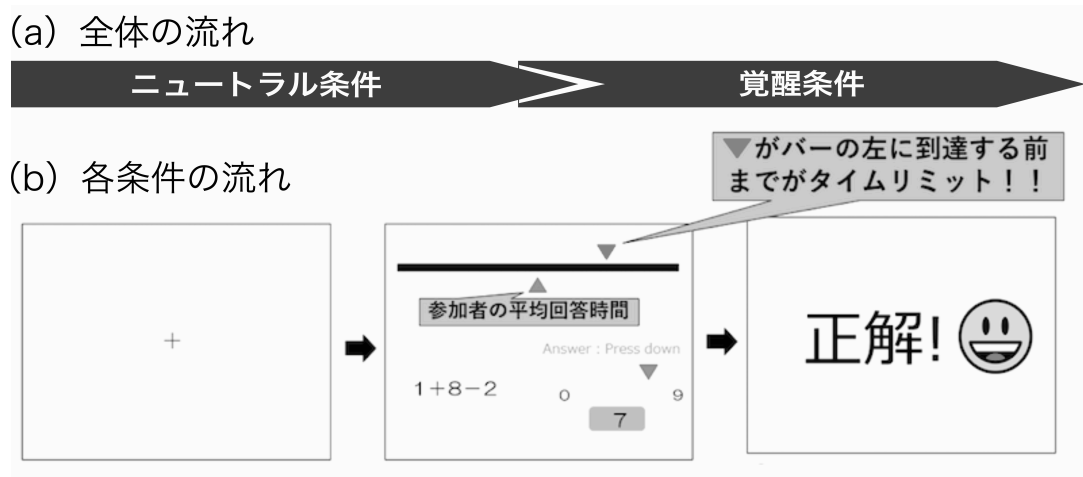 （a）全体の流れ
ニュートラル条件
覚醒条件
（b）各条件の流れ
▼がバーの左に到達する前
までがタイムリミット！！
+
参加者の平均回答時間
Answer : Press down
1+8−2
0
9
7
正解!